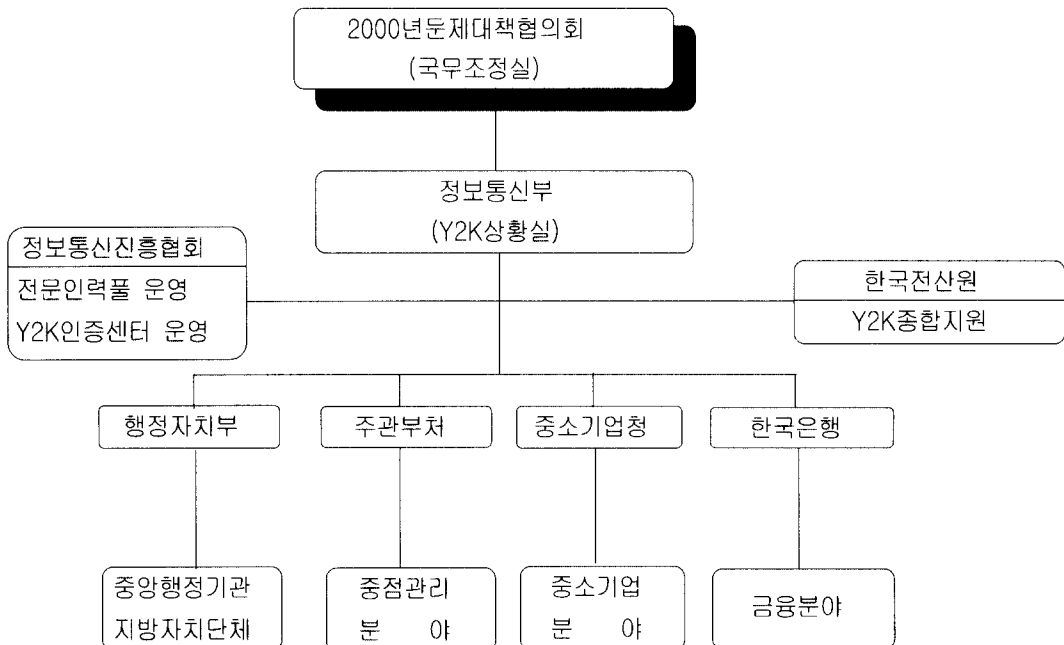 2000년문제대책협의회
(국무조정실)
정보통신부
(Y2K상황실)
정보통신진흥협회
전문인력풀 운영
Y2K인증센터 운영
한국전산원
Y2K종합지원
행정자치부
주관부처
중소기업청
한국은행
중앙행정기관
지방자치단체
중점관리
분 야
중소기업
분 야
금융분야